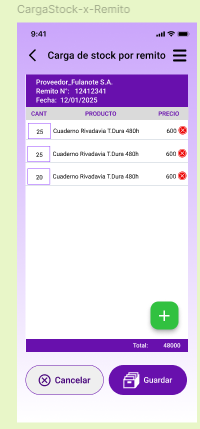 CargaStock-x-Remito
9:41
Carga de stock por remito
Proveedor_Fulanote S.A.
Remito N°: 12412341
Fecha: 12/01/2025
CANT PRODUCTO PRECIO
25 Cuaderno Rivadavia T.Dura 480h 600
25 Cuaderno Rivadavia T.Dura 480h 600
20 Cuaderno Rivadavia T.Dura 480h 600
+
Total: 48000
Cancelar Guardar